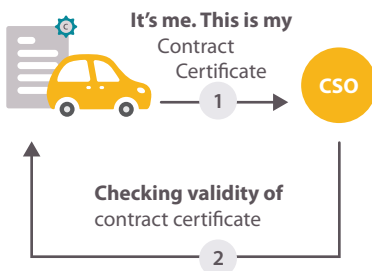 C
It's me. This is my
Contract
Certificate
1
CSO
Checking validity of
contract certificate
2